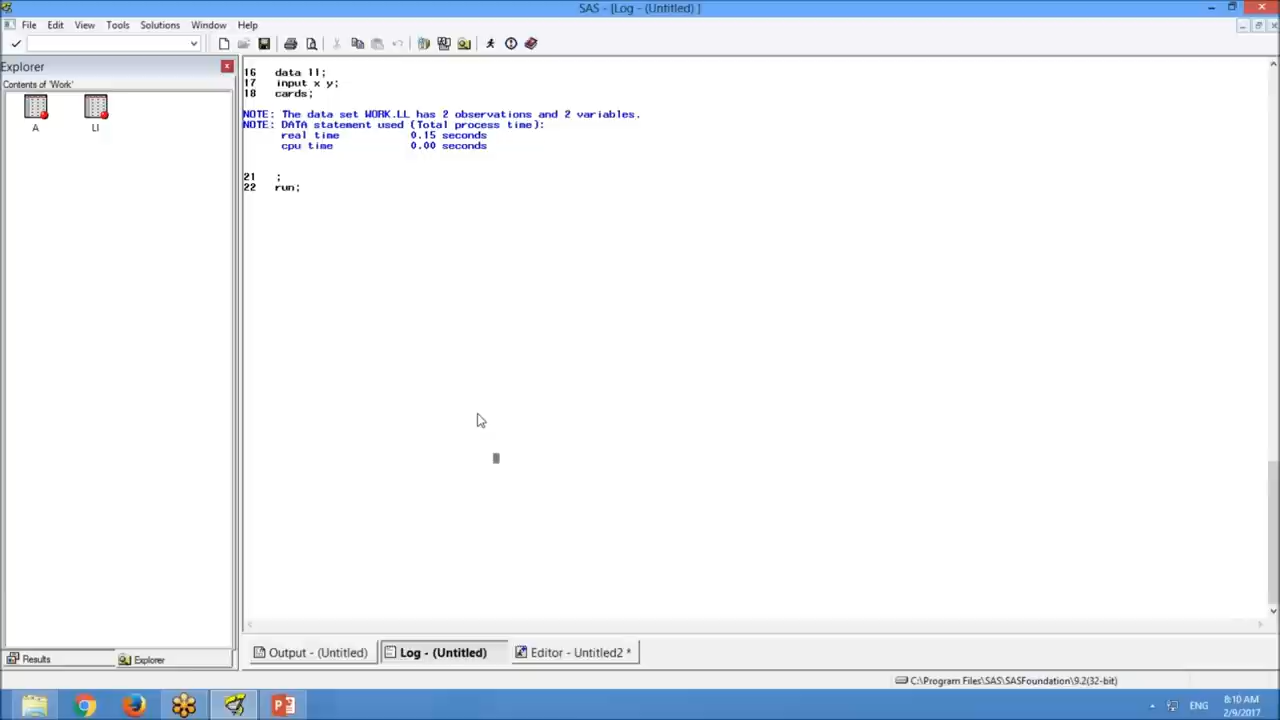 SAS - [Log - (Untitled) ]
File Edit View Tools Solutions Window Help
Explorer
Contents of 'Work'
A Ll
16 data ll;
17 input x y;
18 cards;
NOTE: The data set WORK.LL has 2 observations and 2 variables.
NOTE: DATA statement used (Total process time):
real time 0.15 seconds
cpu time 0.00 seconds
21 ;
22 run;
Results Explorer
Output - (Untitled) Log - (Untitled) Editor - Untitled2 *
C:\Program Files\SAS\SASFoundation\9.2(32-bit)
ENG
8:10 AM
2/9/2017